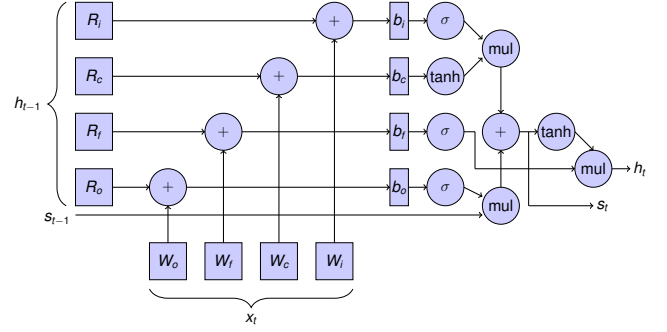 R_i + b_i σ
mul
R_c + b_c tanh
h_{t−1}
R_f + b_f σ + tanh
mul h_t
R_o + b_o σ
mul s_t
s_{t−1}
W_o W_f W_c W_i
x_t